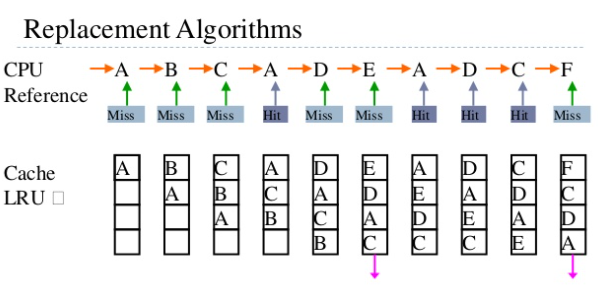 Replacement Algorithms
CPU A B C A D E A D C F
Reference
Miss Miss Miss Hit Miss Miss Hit Hit Hit Miss
Cache A B C A D E A D C F
LRU A B C A D E A D C
A B C A D E A D
B C C C E A